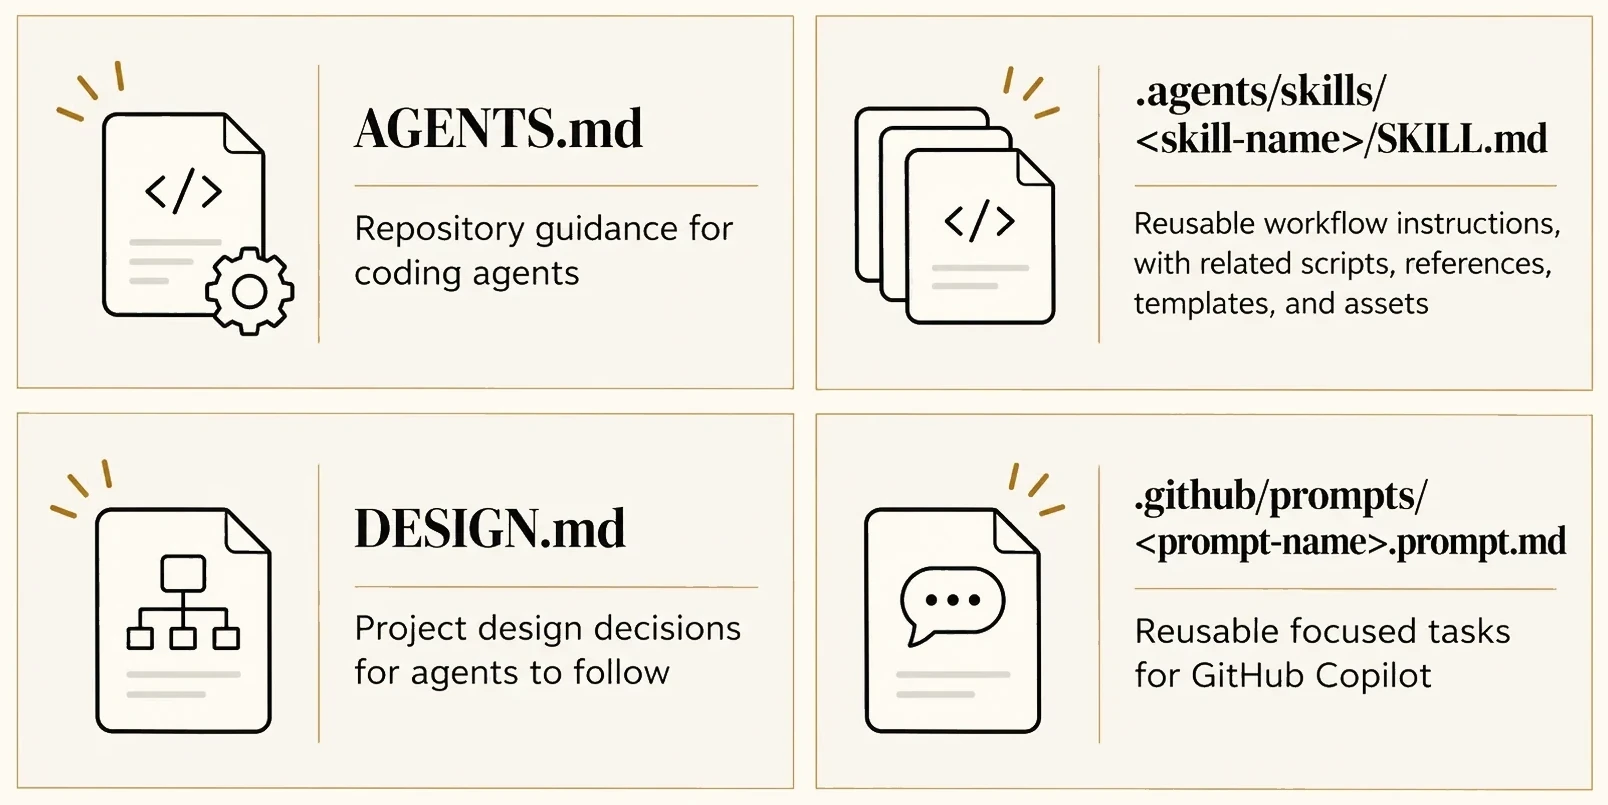 AGENTS.md
Repository guidance for
coding agents
.agents/skills/
<skill-name>/SKILL.md
Reusable workflow instructions,
with related scripts, references,
templates, and assets
DESIGN.md
Project design decisions
for agents to follow
.github/prompts/
<prompt-name>.prompt.md
Reusable focused tasks
for GitHub Copilot